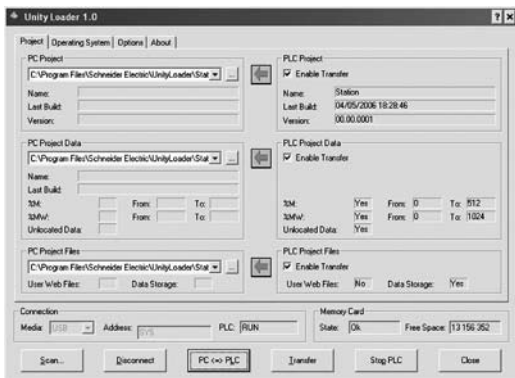 Unity Loader 1.0
Project Operating System Options About
PC Project
C:\Program Files\Schneider Electric\UnityLoader\Stat ...
Name:
Last Build:
Version:
PLC Project
Enable Transfer
Name: Station
Last Build: 04/05/2006 18:28:46
Version: 00.00.0001
PC Project Data
C:\Program Files\Schneider Electric\UnityLoader\Stat ...
Name:
Last Build:
%M: From: To:
%MW: From: To:
Unlocated Data:
PLC Project Data
Enable Transfer
%M: Yes From: 0 To: 512
%MW: Yes From: 0 To: 1024
Unlocated Data: Yes
PC Project Files
C:\Program Files\Schneider Electric\UnityLoader\Stat ...
User Web Files: Data Storage:
PLC Project Files
Enable Transfer
User Web Files: No Data Storage: Yes
Connection
Media: USB Address: SYS PLC: RUN
Memory Card
State: Ok Free Space: 13 156 352
Scan... Disconnect PC <=> PLC Transfer Stop PLC Close